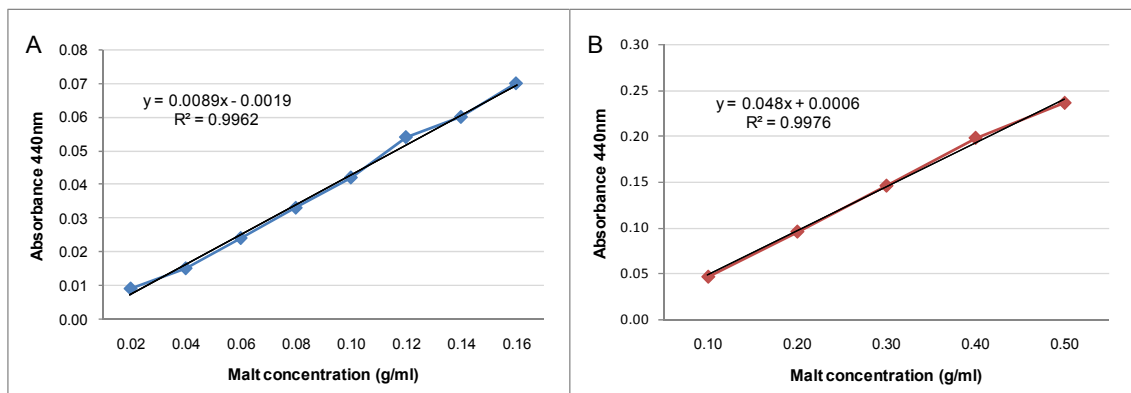 A
0.08
0.07
0.06
0.05
0.04
0.03
0.02
0.01
0.00
y = 0.0089x - 0.0019
R² = 0.9962
Absorbance 440nm
0.02 0.04 0.06 0.08 0.10 0.12 0.14 0.16
Malt concentration (g/ml)
B
0.30
0.25
0.20
0.15
0.10
0.05
0.00
y = 0.048x + 0.0006
R² = 0.9976
Absorbance 440nm
0.10 0.20 0.30 0.40 0.50
Malt concentration (g/ml)